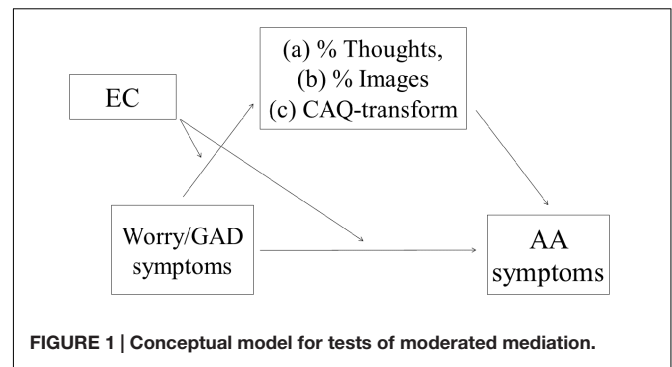 (a) % Thoughts,
(b) % Images
(c) CAQ-transform
EC
Worry/GAD
symptoms
AA
symptoms
FIGURE 1 | Conceptual model for tests of moderated mediation.